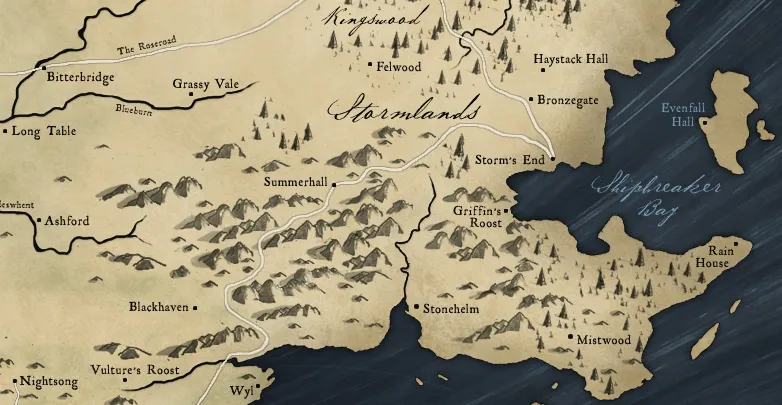 Kingswood
The Roseroad
Haystack Hall
Felwood
Bitterbridge
Grassy Vale
Bronzegate
Blueburn
Stormlands
Evenfall
Hall
Long Table
Storm's End
Summerhall
Shipbreaker
Bay
eswhent
Griffin's
Roost
Ashford
Rain
House
Blackhaven
Stonehelm
Mistwood
Vulture's Roost
Nightsong
Wyl